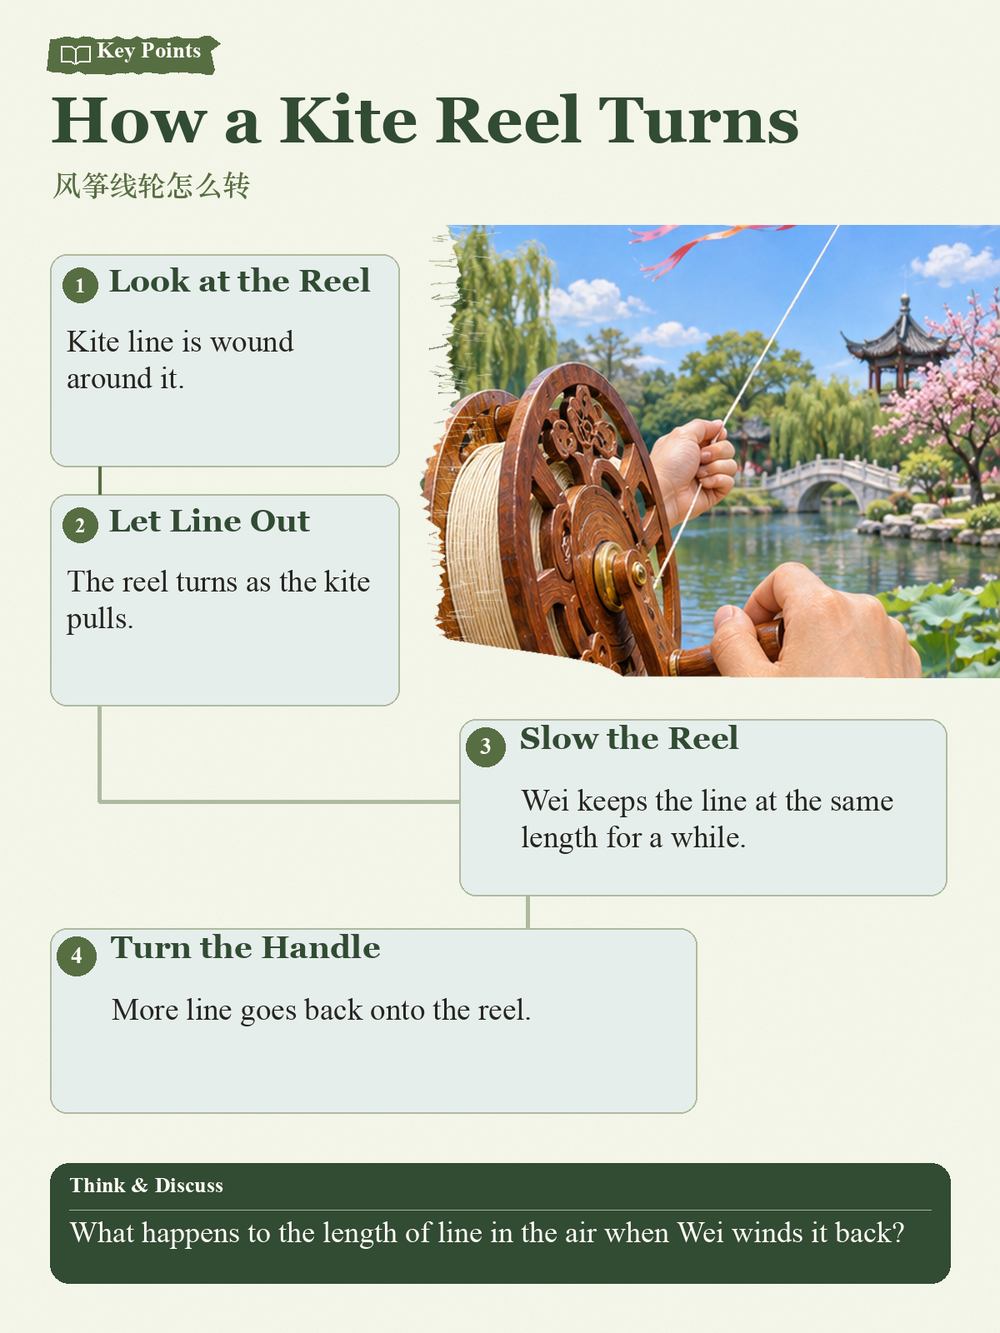 Key Points
How a Kite Reel Turns
风筝线轮怎么转
1 Look at the Reel
Kite line is wound
around it.
2 Let Line Out
The reel turns as the kite
pulls.
3 Slow the Reel
Wei keeps the line at the same
length for a while.
4 Turn the Handle
More line goes back onto the reel.
Think & Discuss
What happens to the length of line in the air when Wei winds it back?